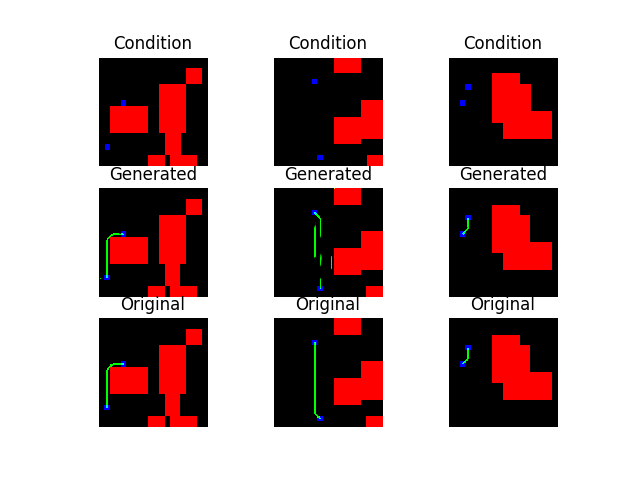 Condition Condition Condition
Generated Generated Generated
Original Original Original